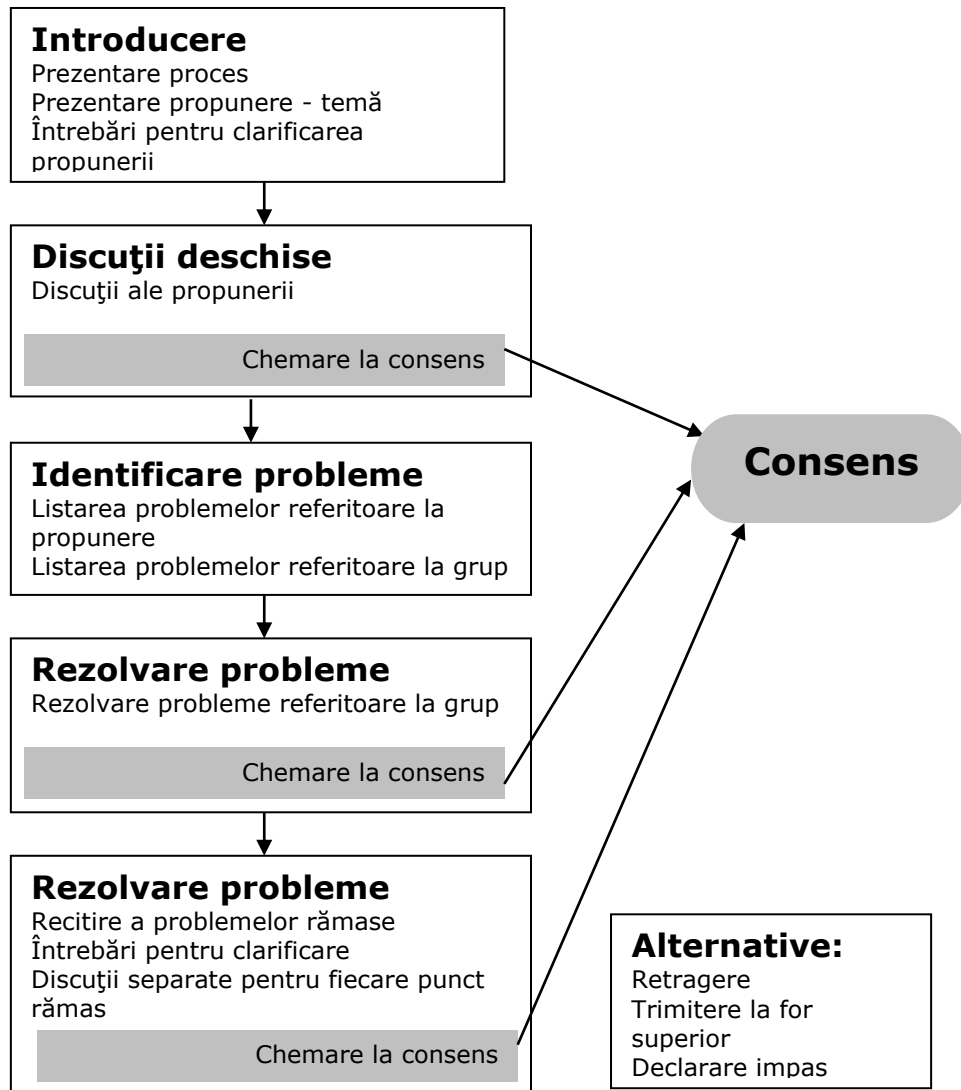 Introducere
Prezentare proces
Prezentare propunere - temă
Întrebări pentru clarificarea
propunerii
Discuţii deschise
Discuţii ale propunerii
Chemare la consens
Identificare probleme
Listarea problemelor referitoare la
propunere
Listarea problemelor referitoare la grup
Rezolvare probleme
Rezolvare probleme referitoare la grup
Chemare la consens
Rezolvare probleme
Recitire a problemelor rămase
Întrebări pentru clarificare
Discuţii separate pentru fiecare punct
rămas
Chemare la consens
Consens
Alternative:
Retragere
Trimitere la for
superior
Declarare impas